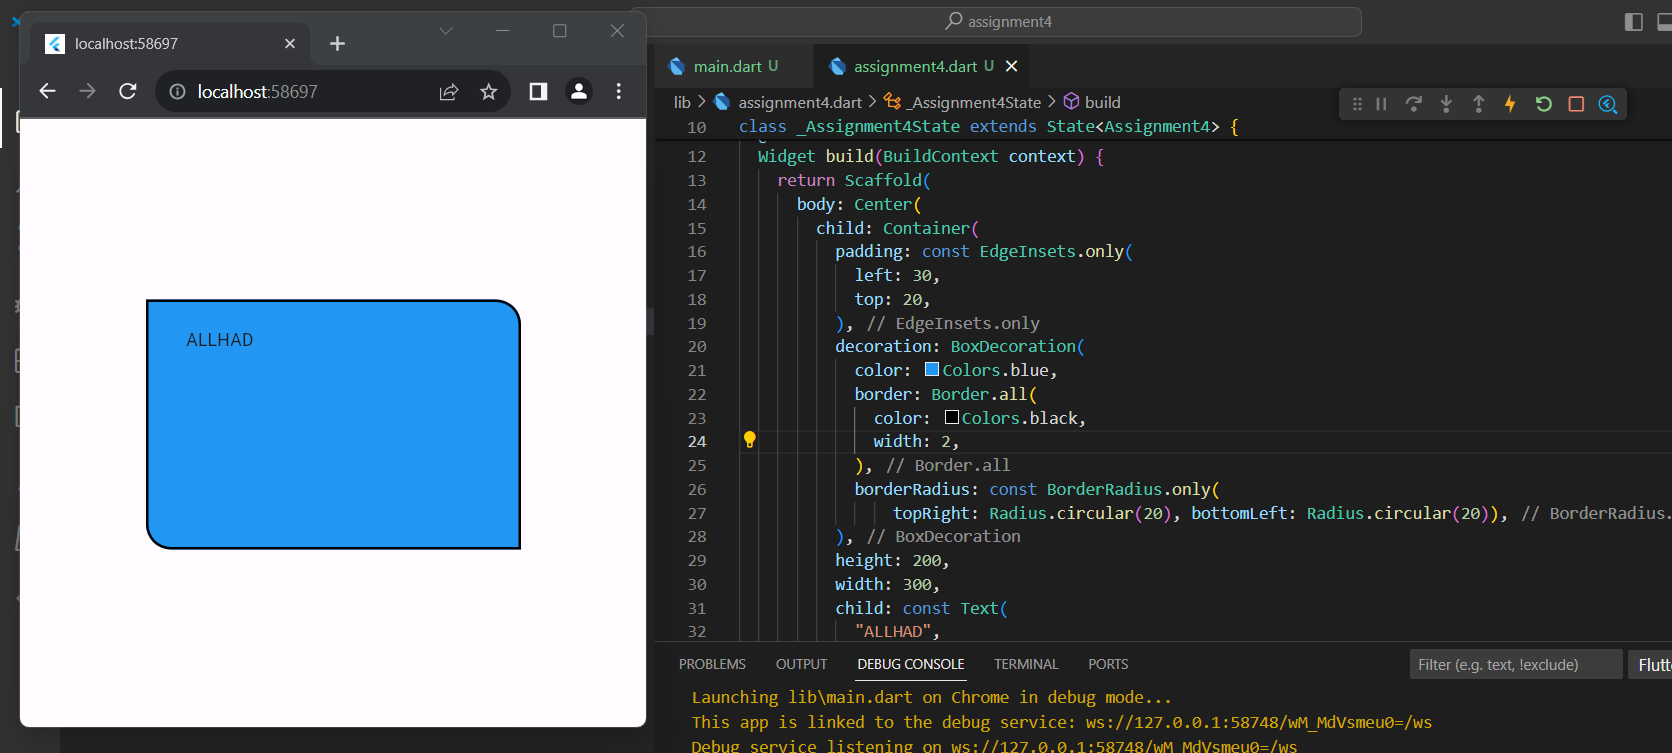 localhost:58697
localhost:58697
ALLHAD
assignment4
main.dart U
assignment4.dart U
lib > assignment4.dart > _Assignment4State > build
10 class _Assignment4State extends State<Assignment4> {
12 Widget build(BuildContext context) {
13 return Scaffold(
14 body: Center(
15 child: Container(
16 padding: const EdgeInsets.only(
17 left: 30,
18 top: 20,
19 ), // EdgeInsets.only
20 decoration: BoxDecoration(
21 color: Colors.blue,
22 border: Border.all(
23 color: Colors.black,
24 width: 2,
25 ), // Border.all
26 borderRadius: const BorderRadius.only(
27 topRight: Radius.circular(20), bottomLeft: Radius.circular(20)), // BorderRadius.
28 ), // BoxDecoration
29 height: 200,
30 width: 300,
31 child: const Text(
32 "ALLHAD",
PROBLEMS OUTPUT DEBUG CONSOLE TERMINAL PORTS
Filter (e.g. text, !exclude)
Flutt
Launching lib\main.dart on Chrome in debug mode...
This app is linked to the debug service: ws://127.0.0.1:58748/wM_MdVsmeu0=/ws
Debug service listening on ws://127.0.0.1:58748/wM_MdVsmeu0=/ws